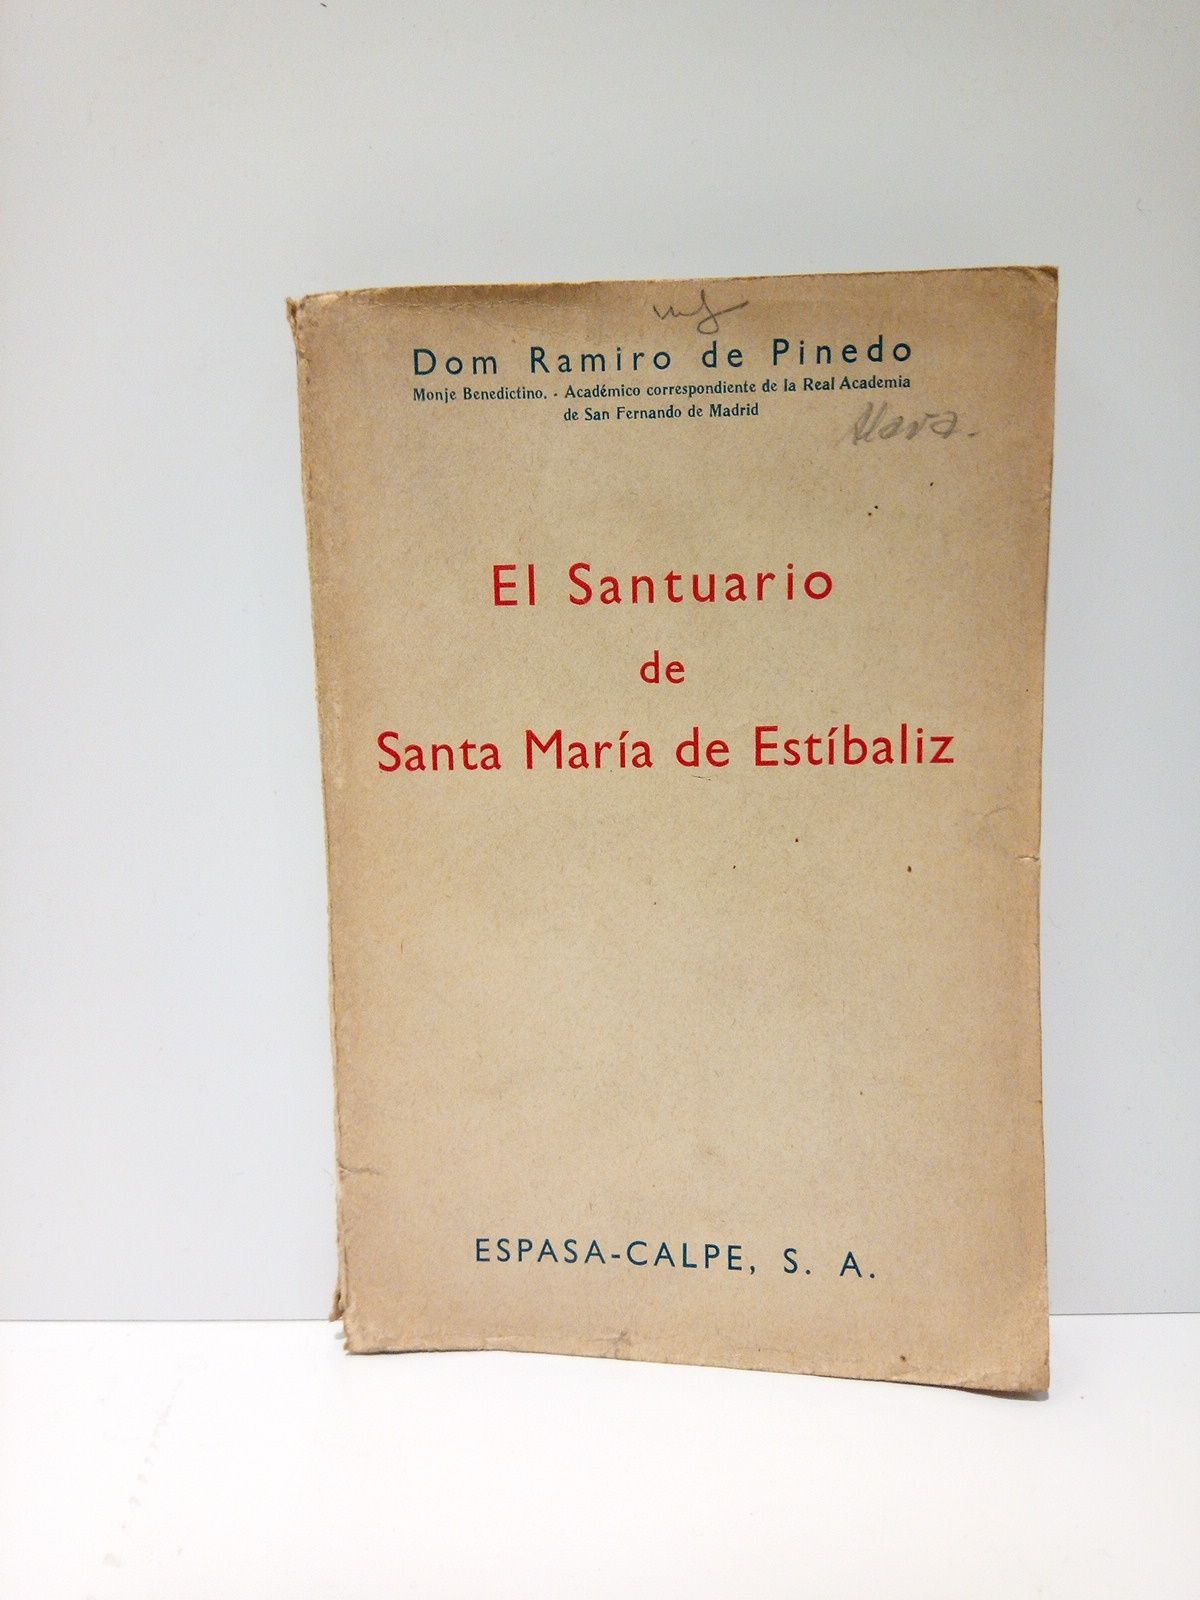 Dom Ramiro de Pinedo
Monje Benedictino. - Académico correspondiente de la Real Academia
de San Fernando de Madrid
Alava.
El Santuario
de
Santa María de Estíbaliz
ESPASA-CALPE, S. A.